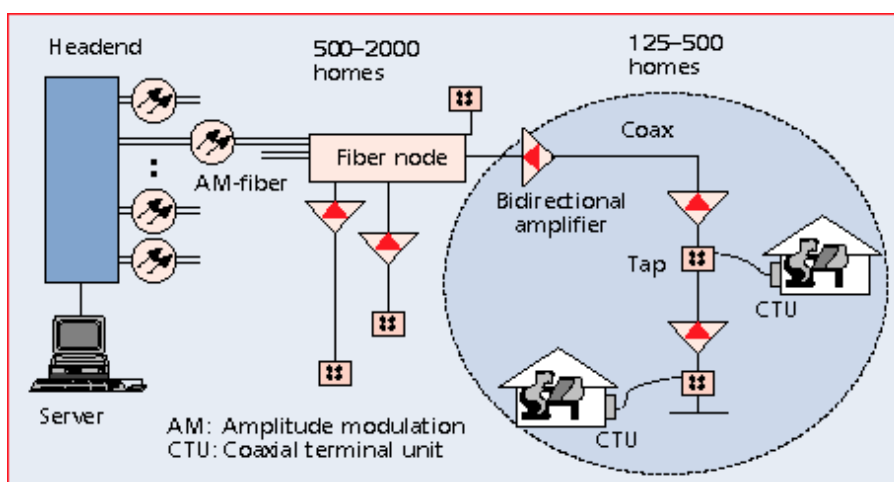 Headend
500–2000
homes
125–500
homes
Coax
Fiber node
AM-fiber
Bidirectional
amplifier
Tap
CTU
Server
AM: Amplitude modulation
CTU: Coaxial terminal unit
CTU